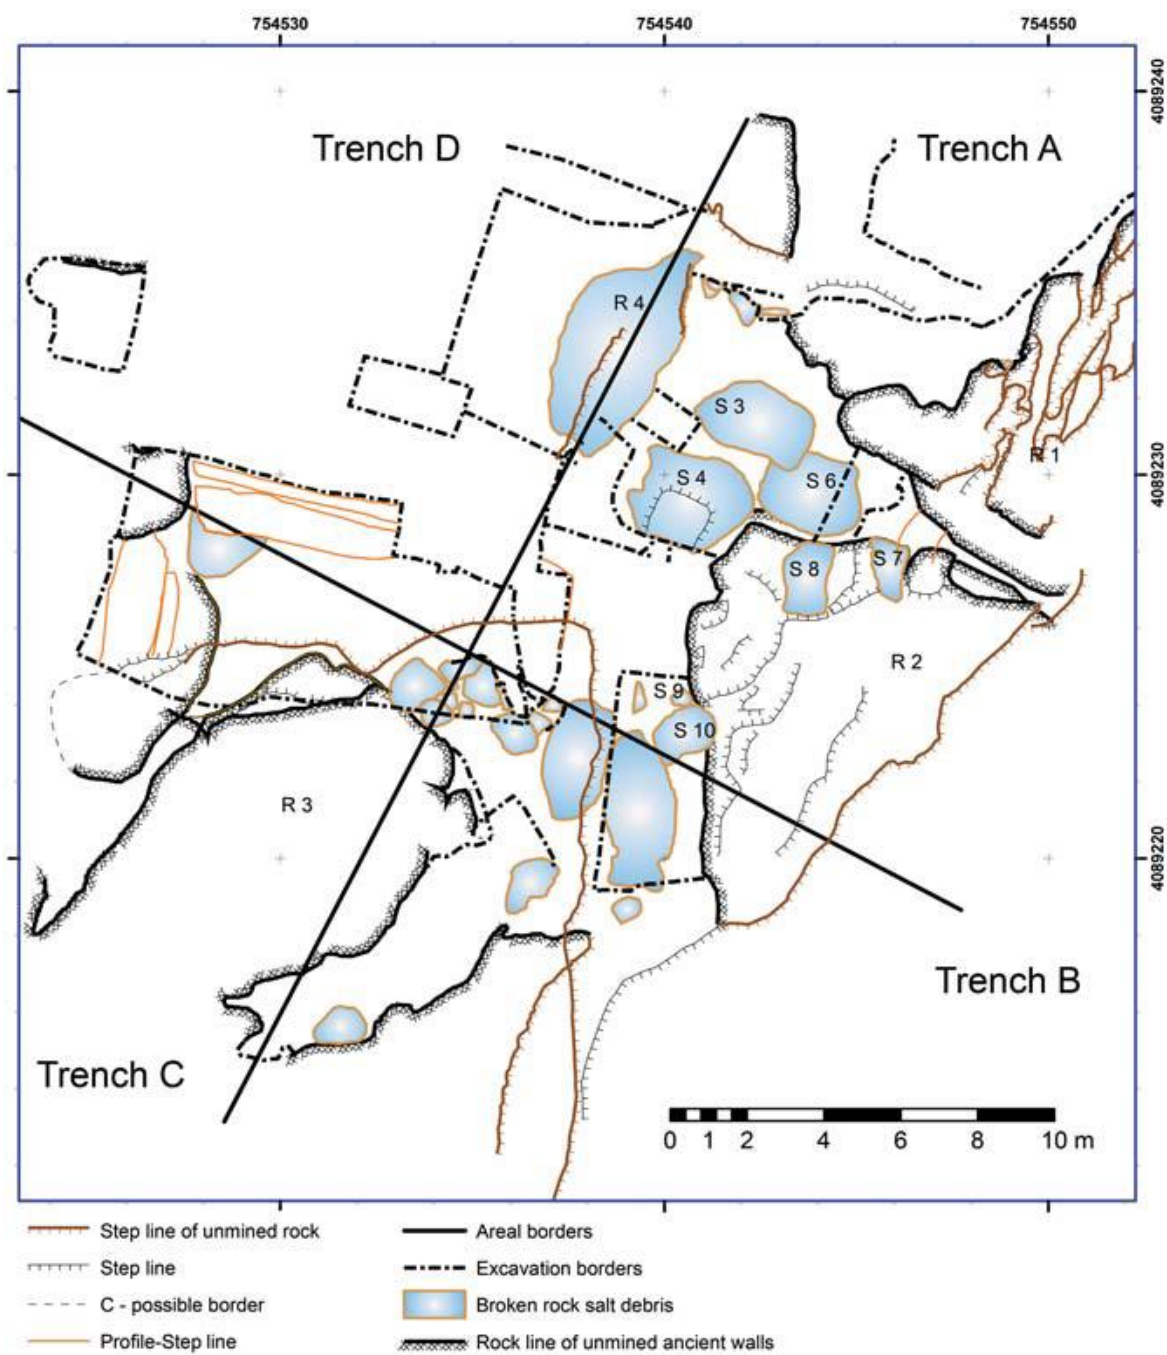 754530
754540
754550
4089240
Trench D
Trench A
R 4
S 3
R 1
4089230
S 4
S 6
S 8
S 7
R 2
S 9
S 10
R 3
4089220
Trench B
Trench C
0 1 2 4 6 8 10 m
Step line of unmined rock
Areal borders
Step line
Excavation borders
C - possible border
Broken rock salt debris
Profile-Step line
Rock line of unmined ancient walls